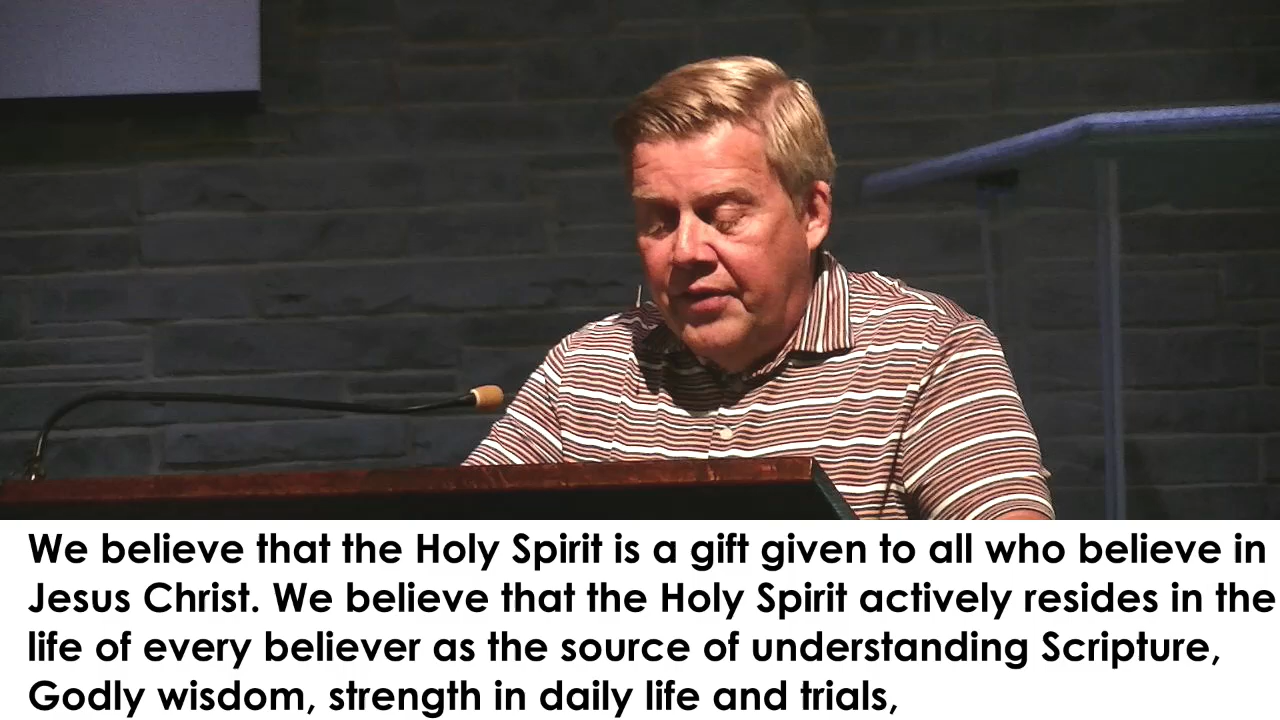 We believe that the Holy Spirit is a gift given to all who believe in
Jesus Christ. We believe that the Holy Spirit actively resides in the
life of every believer as the source of understanding Scripture,
Godly wisdom, strength in daily life and trials,